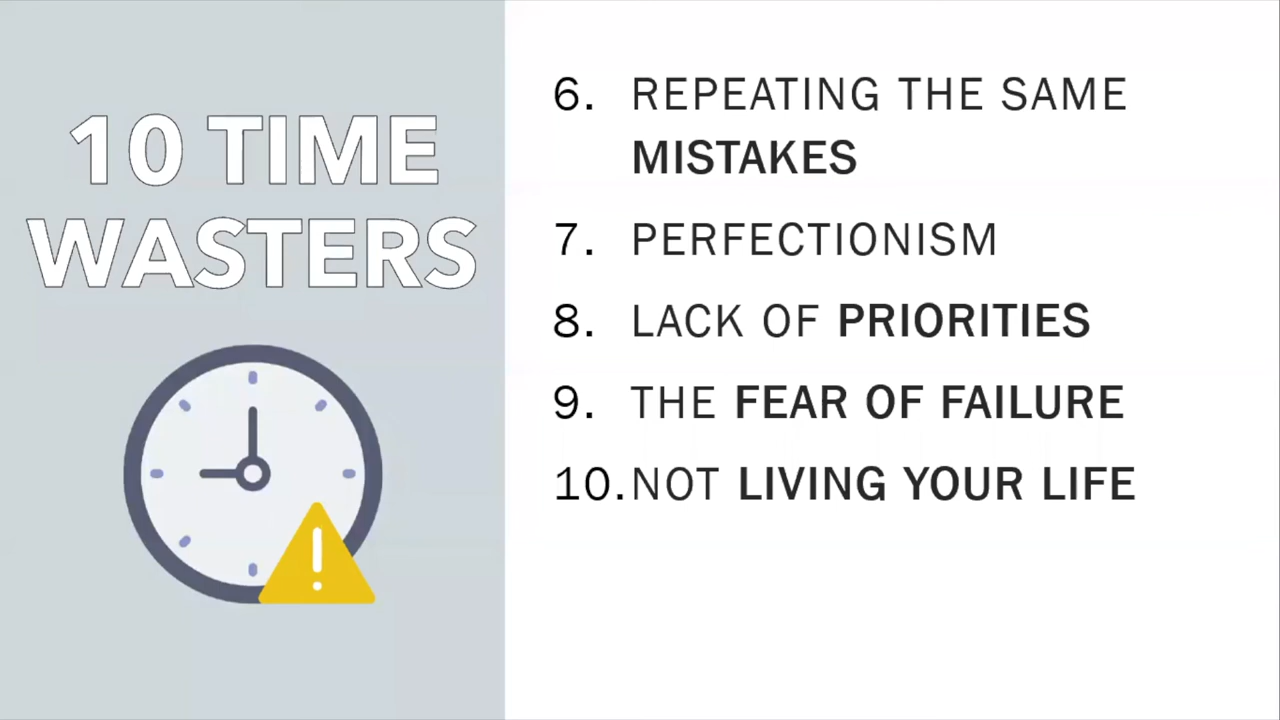 10 TIME
WASTERS
6. REPEATING THE SAME
MISTAKES
7. PERFECTIONISM
8. LACK OF PRIORITIES
9. THE FEAR OF FAILURE
10. NOT LIVING YOUR LIFE